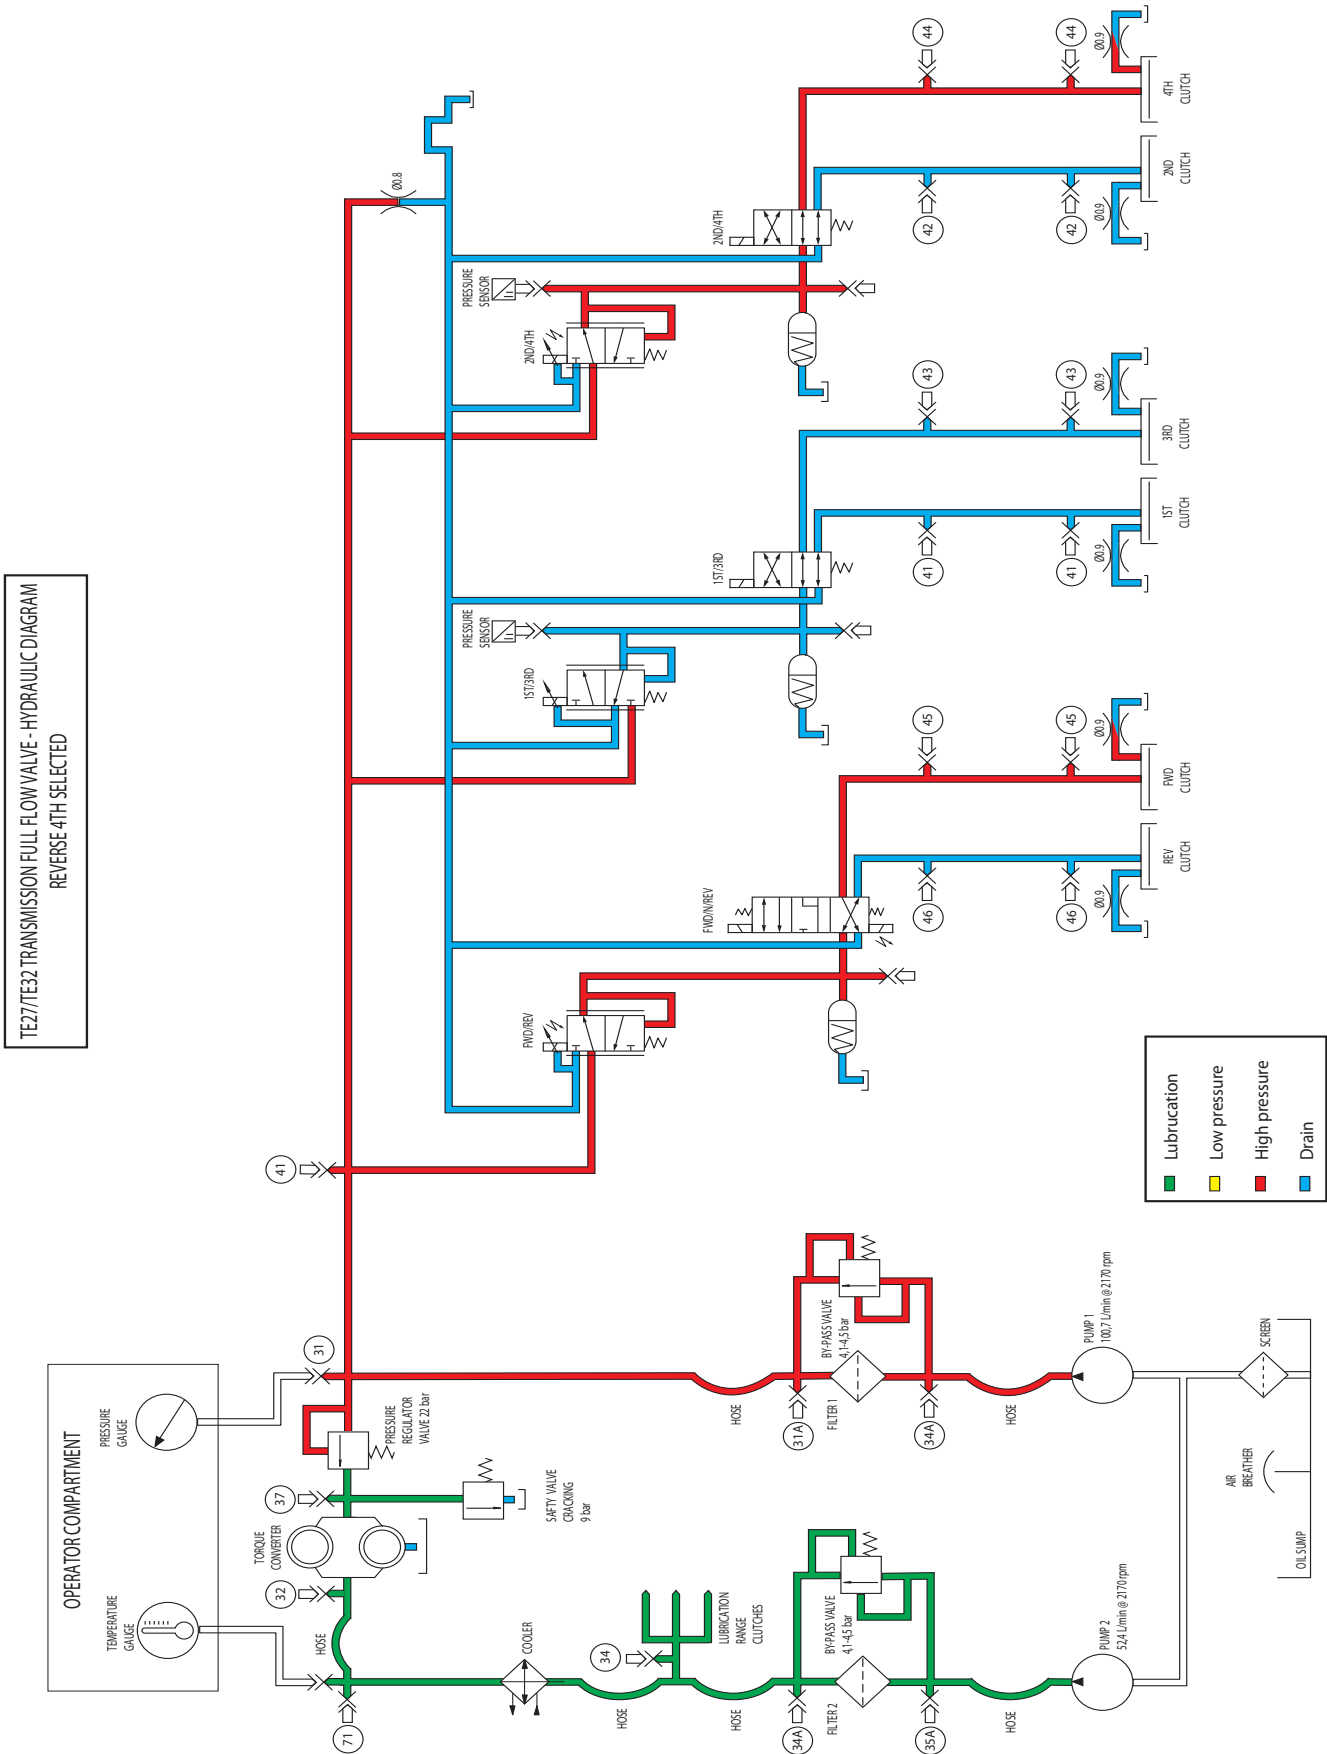 TE27/TE32 TRANSMISSION FULL FLOW VALVE - HYDRAULIC DIAGRAM
REVERSE 4TH SELECTED
OPERATOR COMPARTMENT
TEMPERATURE
GAUGE
PRESSURE
GAUGE
71
HOSE
32
TORQUE
CONVERTER
37
PRESSURE
REGULATOR
VALVE 22 bar
31
41
SAFTY VALVE
CRACKING
9 bar
COOLER
34
LUBRICATION
RANGE
CLUTCHES
HOSE
HOSE
34A
FILTER 2
BY-PASS VALVE
4,1-4,5 bar
35A
HOSE
PUMP 2
52,4 L/min @ 2170 rpm
HOSE
31A
FILTER 1
BY-PASS VALVE
4,1-4,5 bar
34A
HOSE
PUMP 1
100,7 L/min @ 2170 rpm
OIL SUMP
AIR
BREATHER
SCREEN
Ø0.8
FWD/REV
1ST/3RD
PRESSURE
SENSOR
2ND/4TH
PRESSURE
SENSOR
FWD/N/REV
1ST/3RD
2ND/4TH
46
45
41
43
42
44
46
45
41
43
42
44
Ø0.9
Ø0.9
Ø0.9
Ø0.9
Ø0.9
Ø0.9
REV
CLUTCH
FWD
CLUTCH
1ST
CLUTCH
3RD
CLUTCH
2ND
CLUTCH
4TH
CLUTCH
Lubrucation
Low pressure
High pressure
Drain